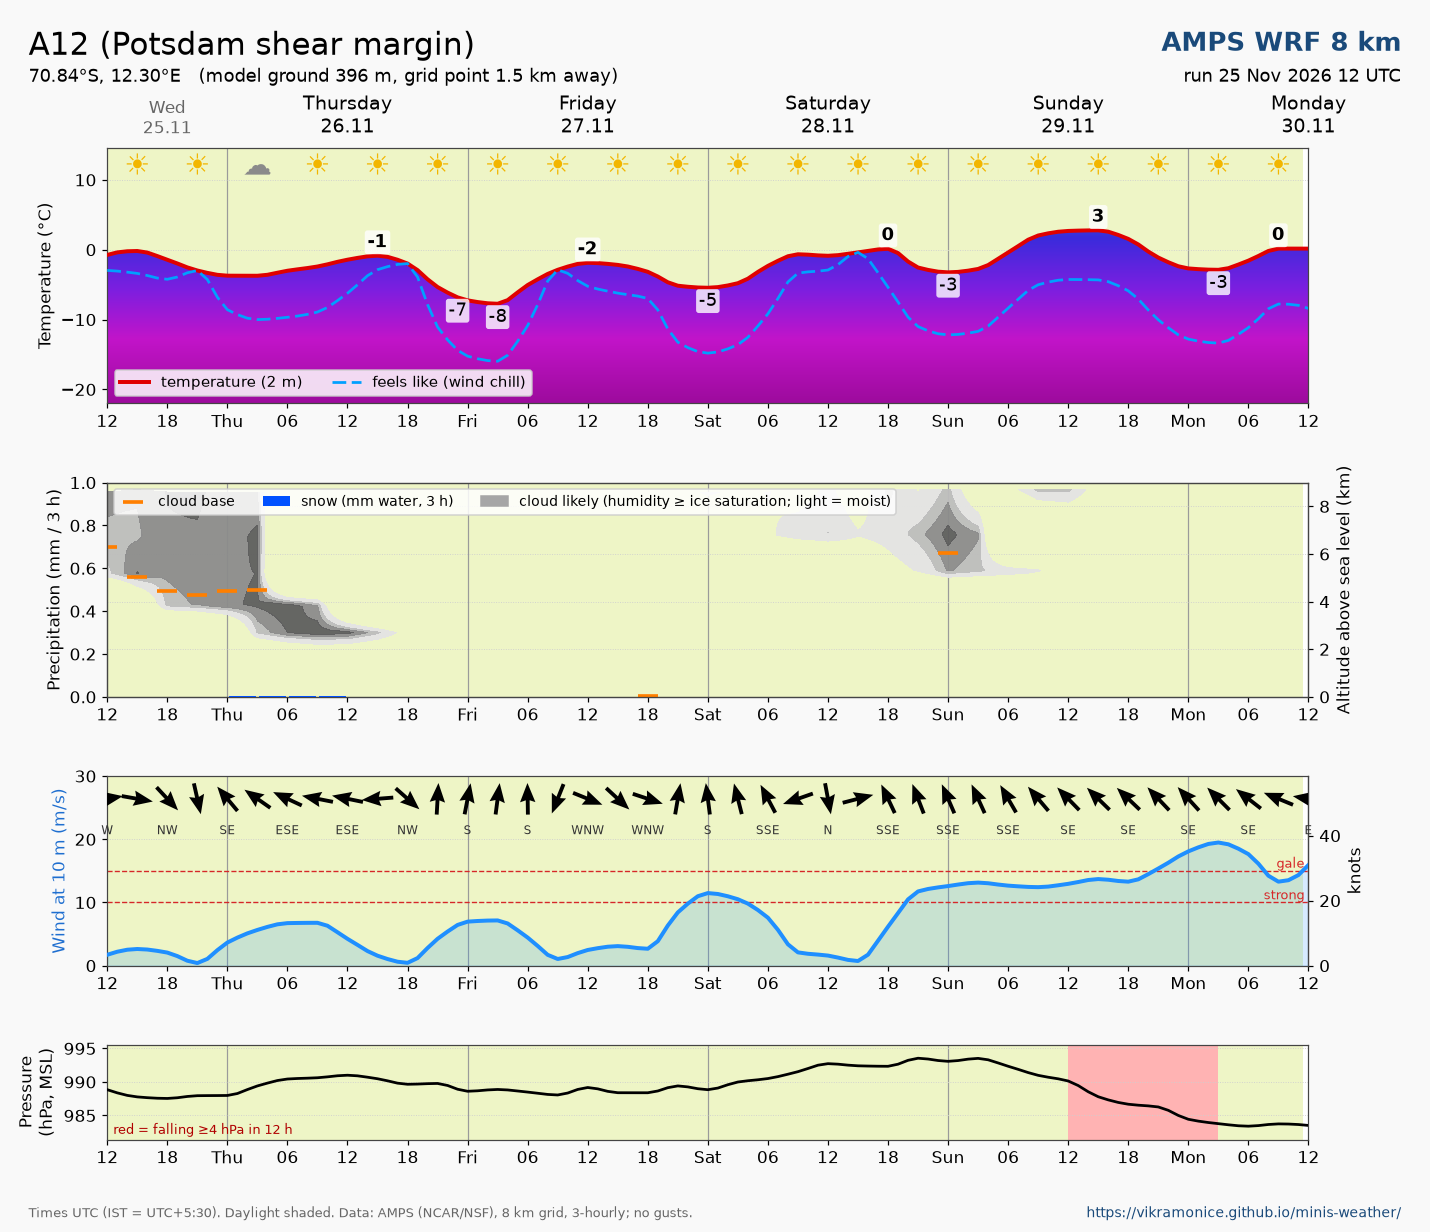 A12 (Potsdam shear margin)
AMPS WRF 8 km
70.84°S, 12.30°E (model ground 396 m, grid point 1.5 km away)
run 25 Nov 2026 12 UTC
Wed
25.11
Thursday
26.11
Friday
27.11
Saturday
28.11
Sunday
29.11
Monday
30.11
Temperature (°C)
10
0
−10
−20
-1
-7
-8
-2
-5
0
-3
3
-3
0
temperature (2 m)
feels like (wind chill)
12 18 Thu 06 12 18 Fri 06 12 18 Sat 06 12 18 Sun 06 12 18 Mon 06 12
Precipitation (mm / 3 h)
1.0
0.8
0.6
0.4
0.2
0.0
cloud base
snow (mm water, 3 h)
cloud likely (humidity ≥ ice saturation; light = moist)
8
6
4
2
0
Altitude above sea level (km)
12 18 Thu 06 12 18 Fri 06 12 18 Sat 06 12 18 Sun 06 12 18 Mon 06 12
Wind at 10 m (m/s)
30
20
10
0
W NW SE ESE ESE NW S S WNW WNW S SSE N SSE SSE SSE SE SE SE SE E
gale
strong
40
20
0
knots
12 18 Thu 06 12 18 Fri 06 12 18 Sat 06 12 18 Sun 06 12 18 Mon 06 12
Pressure
(hPa, MSL)
995
990
985
red = falling ≥4 hPa in 12 h
12 18 Thu 06 12 18 Fri 06 12 18 Sat 06 12 18 Sun 06 12 18 Mon 06 12
Times UTC (IST = UTC+5:30). Daylight shaded. Data: AMPS (NCAR/NSF), 8 km grid, 3-hourly; no gusts.
https://vikramonice.github.io/minis-weather/